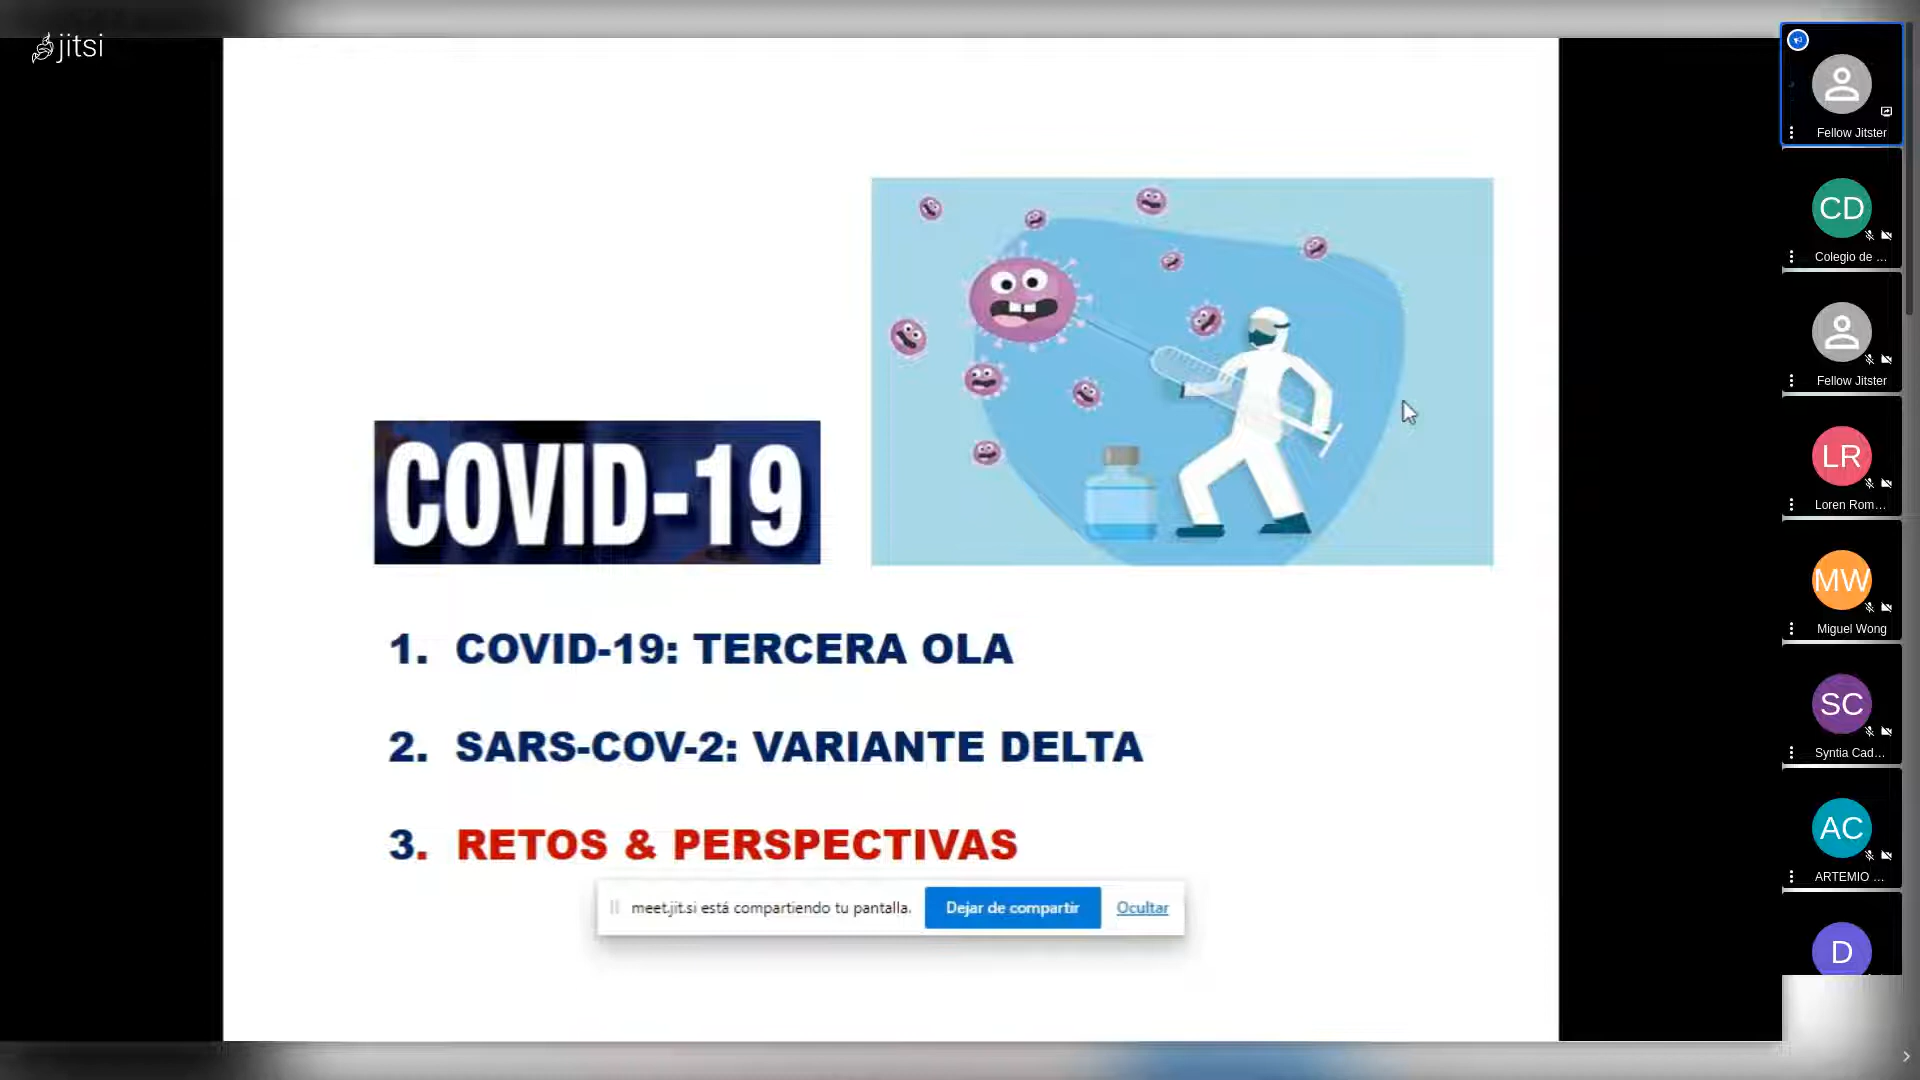 jitsi
COVID-19
1. COVID-19: TERCERA OLA
2. SARS-COV-2: VARIANTE DELTA
3. RETOS & PERSPECTIVAS
meet.jit.si está compartiendo tu pantalla.
Dejar de compartir
Ocultar
Fellow Jitster
CD
Colegio de ...
Fellow Jitster
LR
Loren Rom...
MW
Miguel Wong
SC
Syntia Cad...
AC
ARTEMIO ...
D